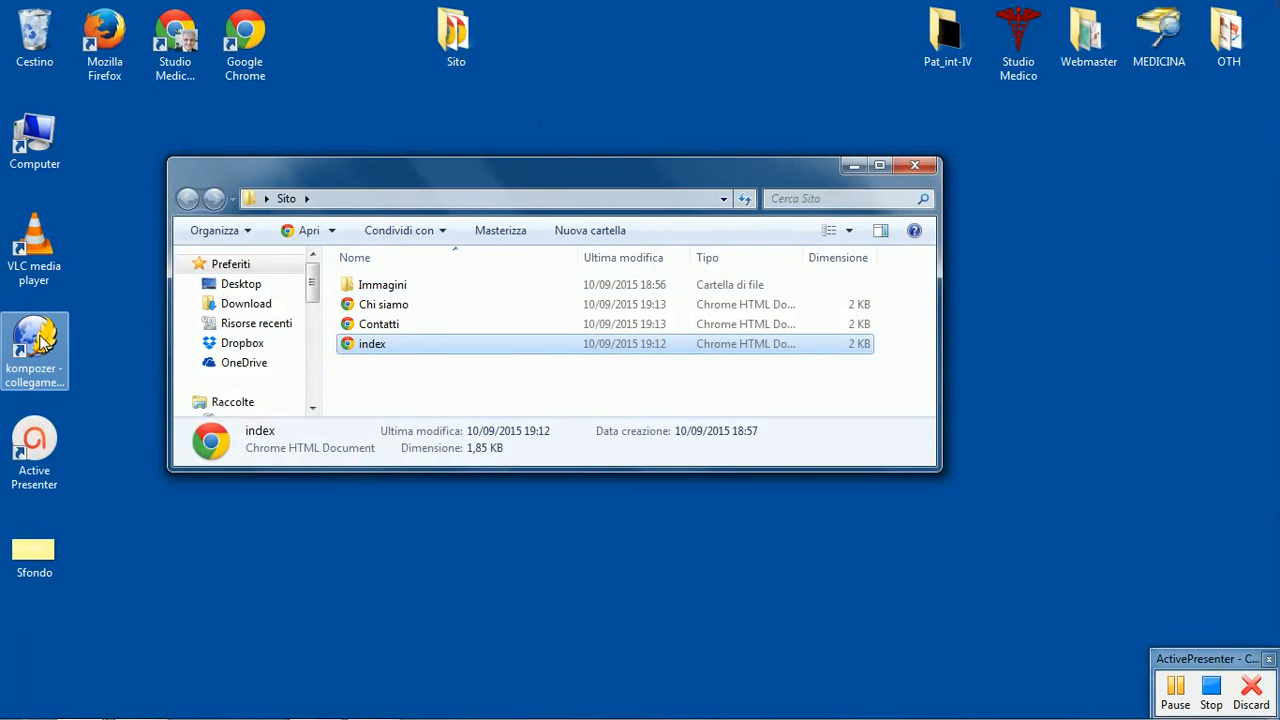 Cestino
Mozilla
Firefox
Studio
Medic...
Google
Chrome
Sito
Pat_int-IV
Studio
Medico
Webmaster
MEDICINA
OTH
Computer
VLC media
player
kompozer -
collegame...
Active
Presenter
Sfondo
Sito
Cerca Sito
Organizza
Apri
Condividi con
Masterizza
Nuova cartella
Preferiti
Desktop
Download
Risorse recenti
Dropbox
OneDrive
Raccolte
Nome Ultima modifica Tipo Dimensione
Immagini 10/09/2015 18:56 Cartella di file
Chi siamo 10/09/2015 19:13 Chrome HTML Do... 2 KB
Contatti 10/09/2015 19:13 Chrome HTML Do... 2 KB
index 10/09/2015 19:12 Chrome HTML Do... 2 KB
index Ultima modifica: 10/09/2015 19:12 Data creazione: 10/09/2015 18:57
Chrome HTML Document Dimensione: 1,85 KB
ActivePresenter - C...
Pause Stop Discard